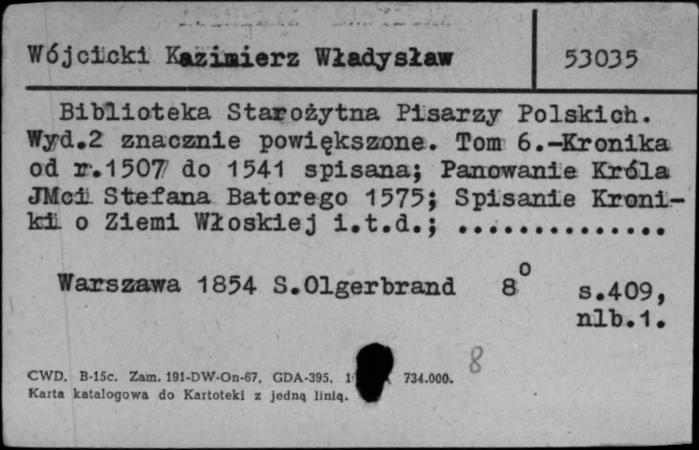 Wójcicki Kazimierz Władysław 53035
Biblioteka Starożytna Pisarzy Polskich.
Wyd.2 znacznie powiększone. Tom 6.-Kronika
od r.1507 do 1541 spisana; Panowanie Króla
JMci Stefana Batorego 1575; Spisanie Kroni-
ki o Ziemi Włoskiej i.t.d.; ...............
Warszawa 1854 S.Olgerbrand 8° s.409,
nlb.1.
8
CWD. B-15c. Zam. 191-DW-On-67. GDA-395. 734.000.
Karta katalogowa do Kartoteki z jedną linią.